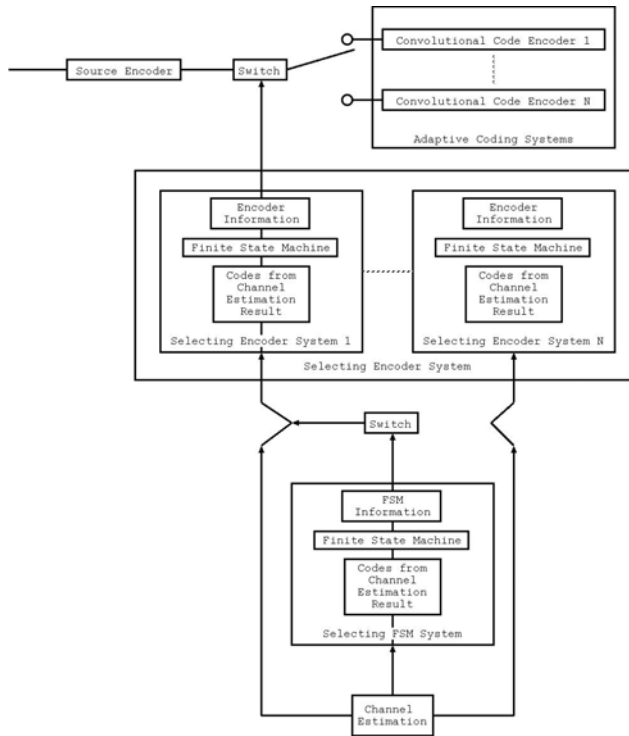 Convolutional Code Encoder 1
Source Encoder
Switch
Convolutional Code Encoder N
Adaptive Coding Systems
Encoder
Information
Finite State Machine
Codes from
Channel
Estimation
Result
Selecting Encoder System 1
Encoder
Information
Finite State Machine
Codes from
Channel
Estimation
Result
Selecting Encoder System N
Selecting Encoder System
Switch
FSM
Information
Finite State Machine
Codes from
Channel
Estimation
Result
Selecting FSM System
Channel
Estimation